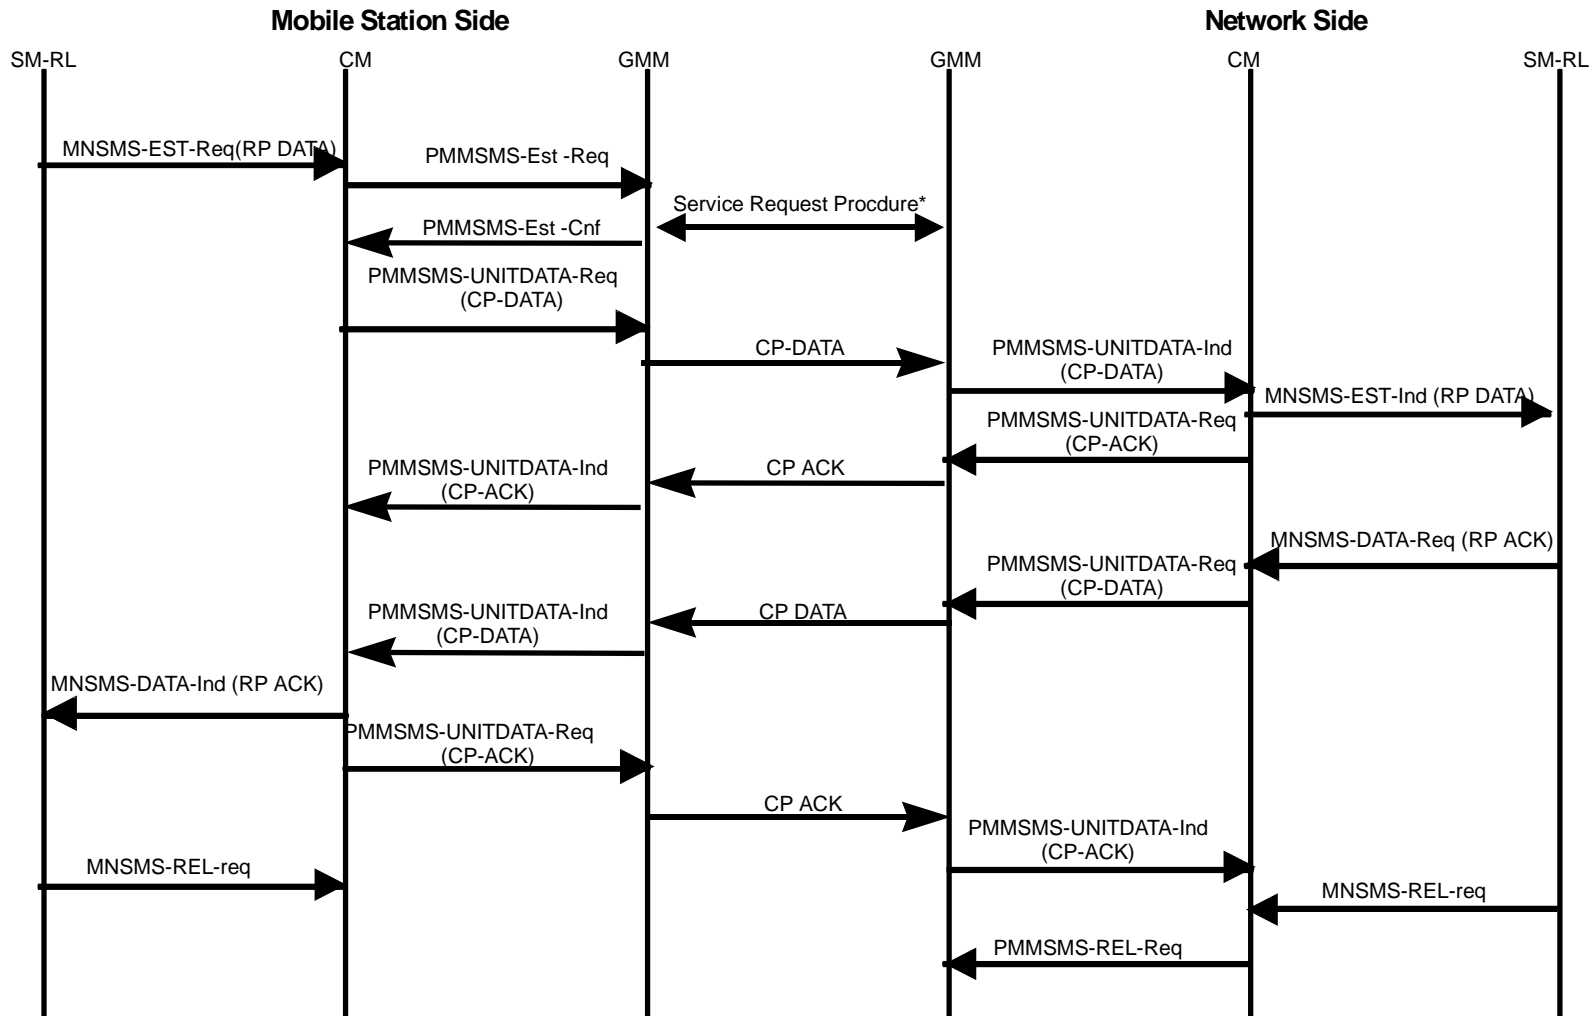 Mobile Station Side
Network Side
SM-RL
CM
GMM
GMM
CM
SM-RL
MNSMS-EST-Req(RP DATA)
PMMSMS-Est -Req
Service Request Procdure*
PMMSMS-Est -Cnf
PMMSMS-UNITDATA-Req
(CP-DATA)
CP-DATA
PMMSMS-UNITDATA-Ind
(CP-DATA)
MNSMS-EST-Ind (RP DATA)
PMMSMS-UNITDATA-Req
(CP-ACK)
CP ACK
PMMSMS-UNITDATA-Ind
(CP-ACK)
MNSMS-DATA-Req (RP ACK)
PMMSMS-UNITDATA-Req
(CP-DATA)
CP DATA
PMMSMS-UNITDATA-Ind
(CP-DATA)
MNSMS-DATA-Ind (RP ACK)
PMMSMS-UNITDATA-Req
(CP-ACK)
CP ACK
PMMSMS-UNITDATA-Ind
(CP-ACK)
MNSMS-REL-req
MNSMS-REL-req
PMMSMS-REL-Req